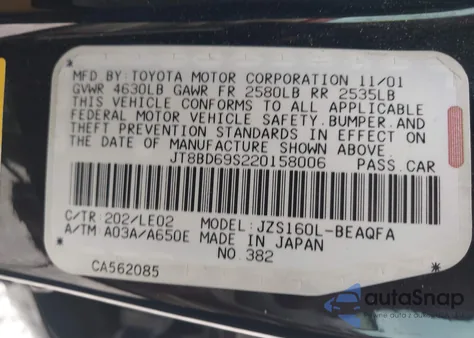 MFD BY: TOYOTA MOTOR CORPORATION 11/01
GVWR 4630LB GAWR FR 2580LB RR 2535LB
THIS VEHICLE CONFORMS TO ALL APPLICABLE
FEDERAL MOTOR VEHICLE SAFETY, BUMPER, AND
THEFT PREVENTION STANDARDS IN EFFECT ON
THE DATE OF MANUFACTURE SHOWN ABOVE.
JT8BD69S220158006 PASS.CAR
C/TR: 202/LE02 MODEL: JZS160L-BEAQFA
A/TM: A03A/A650E MADE IN JAPAN
NO. 382
CA562085
autoSnap